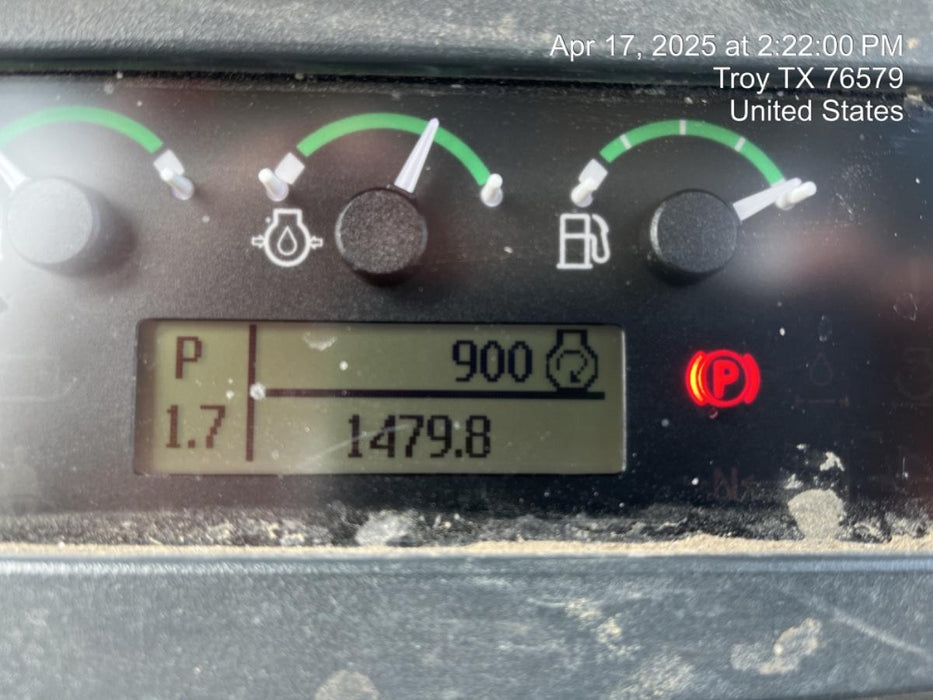 Apr 17, 2025 at 2:22:00 PM
Troy TX 76579
United States
P
900
P
1.7
1479.8